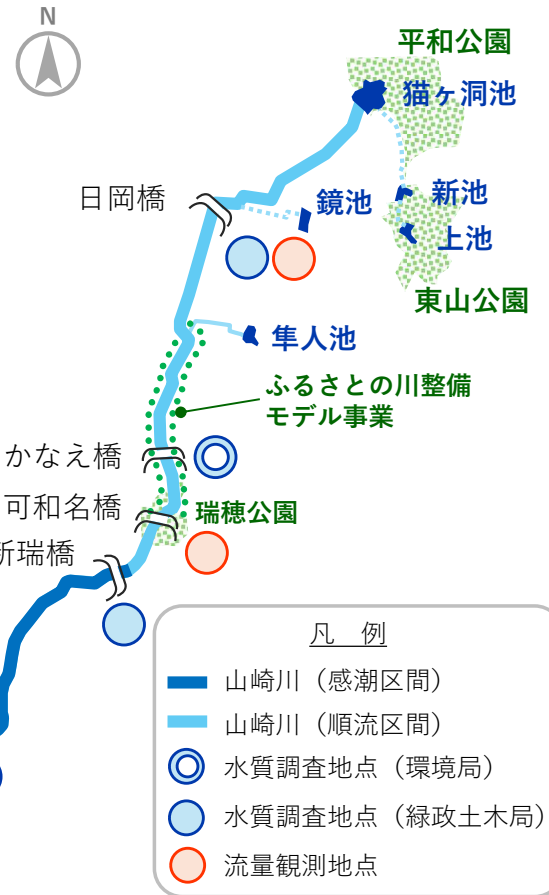 N
平和公園
猫ヶ洞池
日岡橋
鏡池
新池
上池
東山公園
隼人池
ふるさとの川整備
モデル事業
かなえ橋
可和名橋
瑞穂公園
新瑞橋
凡 例
山崎川（感潮区間）
山崎川（順流区間）
水質調査地点（環境局）
水質調査地点（緑政土木局）
流量観測地点